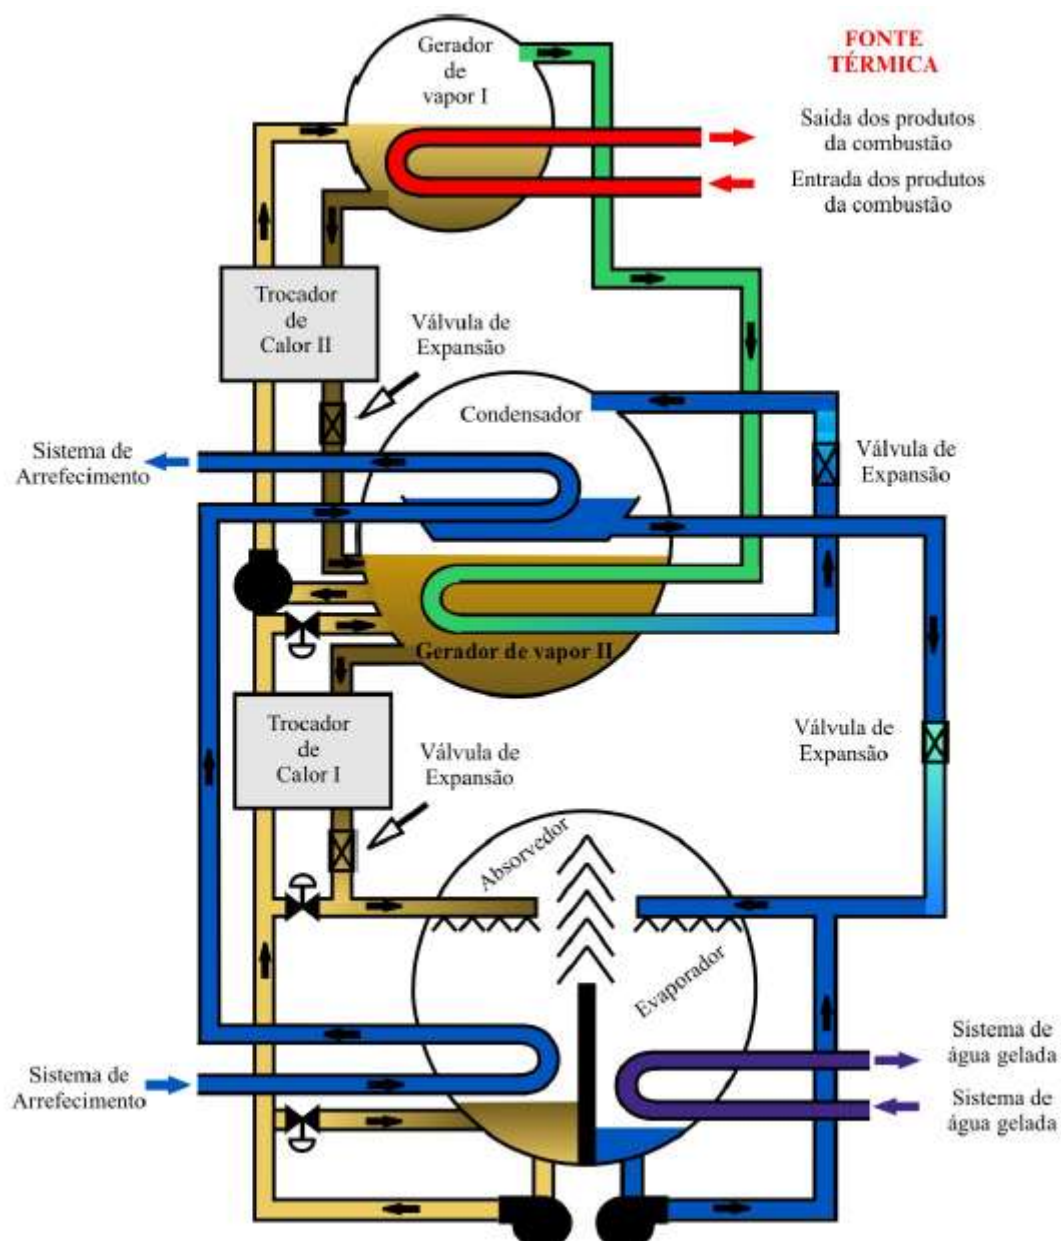 Gerador
de
vapor I
FONTE
TÉRMICA
Saída dos produtos
da combustão
Entrada dos produtos
da combustão
Trocador
de
Calor II
Válvula de
Expansão
Condensador
Sistema de
Arrefecimento
Válvula de
Expansão
Gerador de vapor II
Trocador
de
Calor I
Válvula de
Expansão
Válvula de
Expansão
Absorvedor
Evaporador
Sistema de
água gelada
Sistema de
Arrefecimento
Sistema de
água gelada